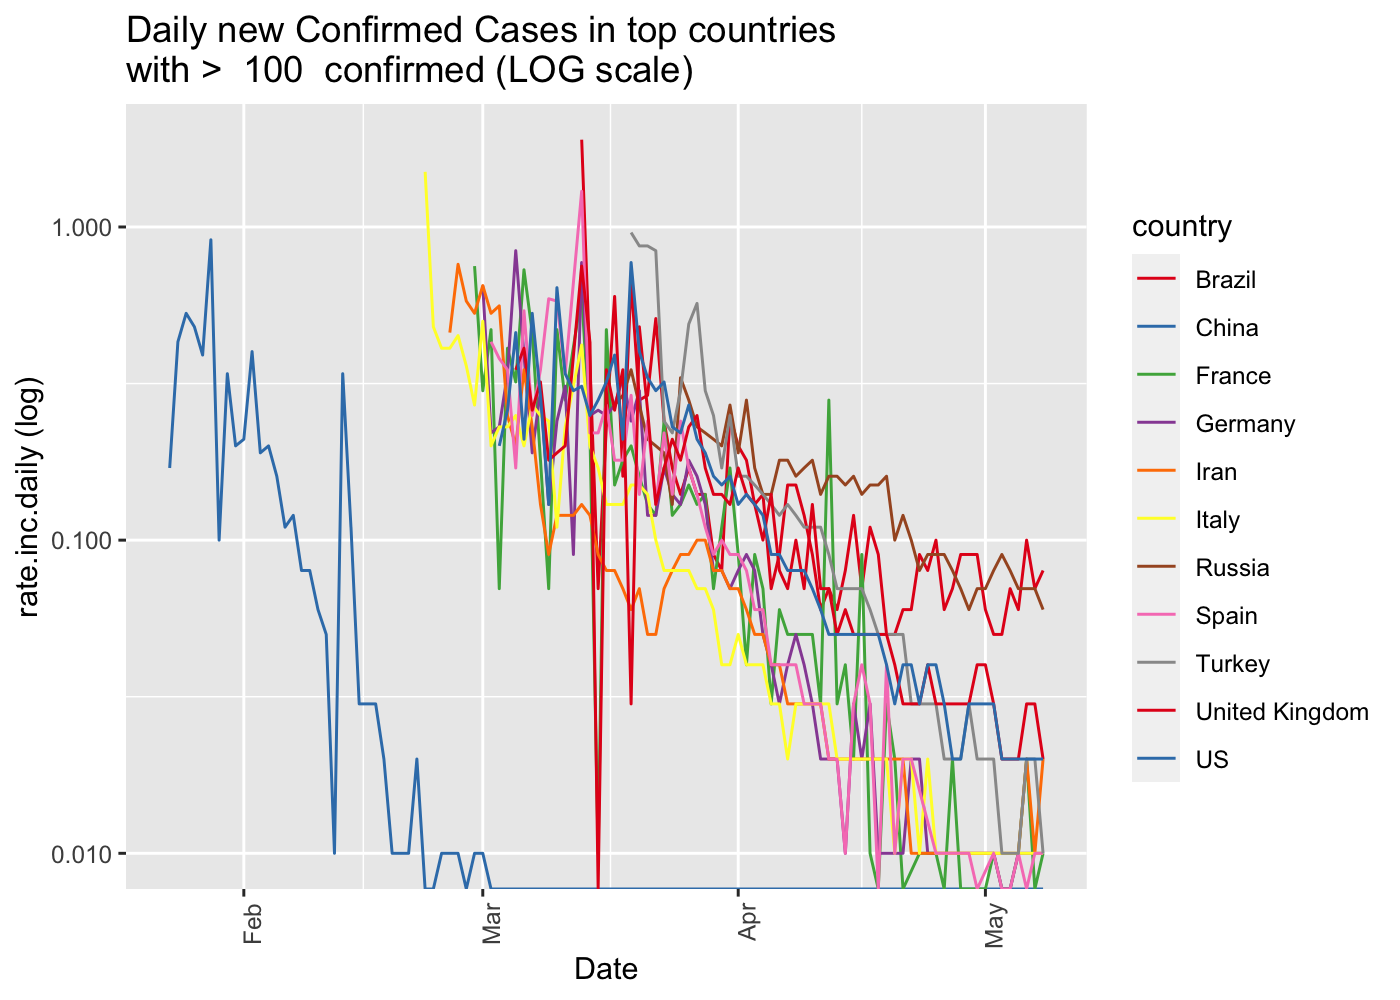 Daily new Confirmed Cases in top countries
with >  100  confirmed (LOG scale)
rate.inc.daily (log)
1.000
0.100
0.010
Feb
Mar
Apr
May
Date
country
Brazil
China
France
Germany
Iran
Italy
Russia
Spain
Turkey
United Kingdom
US